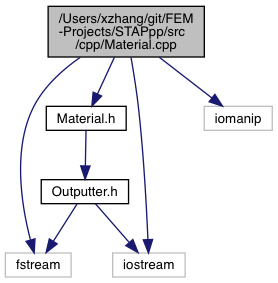 /Users/xzhang/git/FEM
-Projects/STAPpp/src
/cpp/Material.cpp
Material.h
iomanip
Outputter.h
fstream
iostream